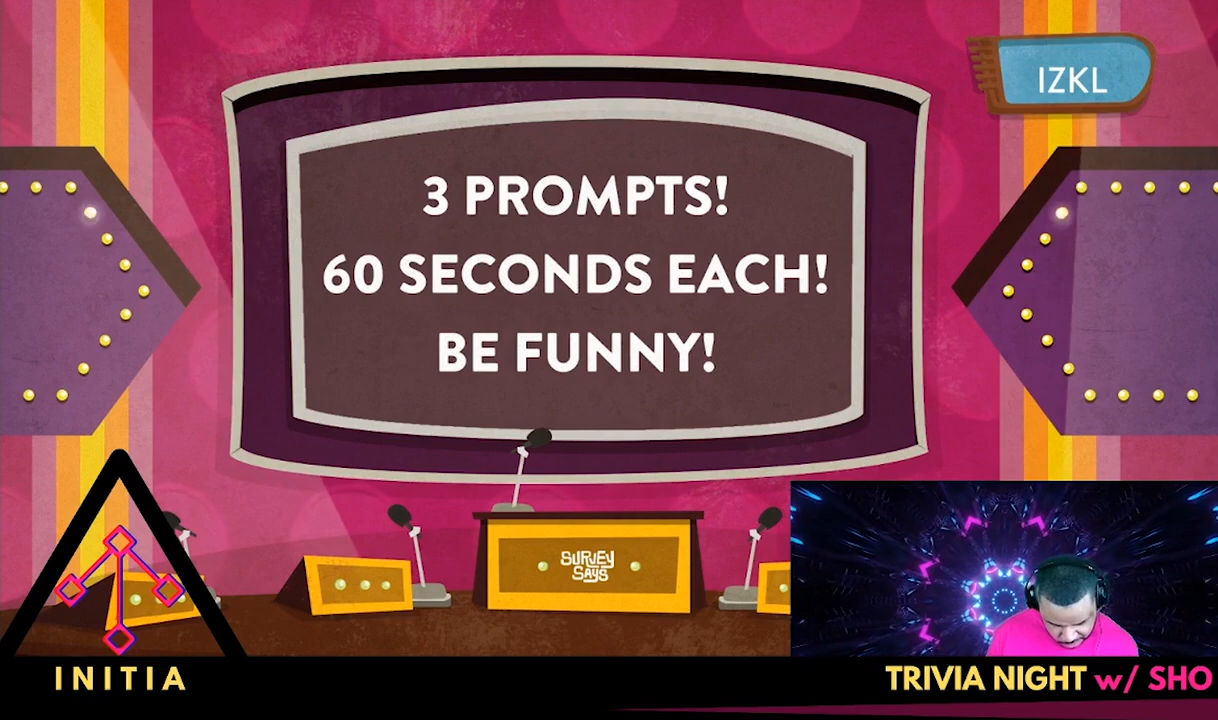 IZKL
3 PROMPTS!
60 SECONDS EACH!
BE FUNNY!
SURVEY
SAYS
INITIA
TRIVIA NIGHT w/ SHO